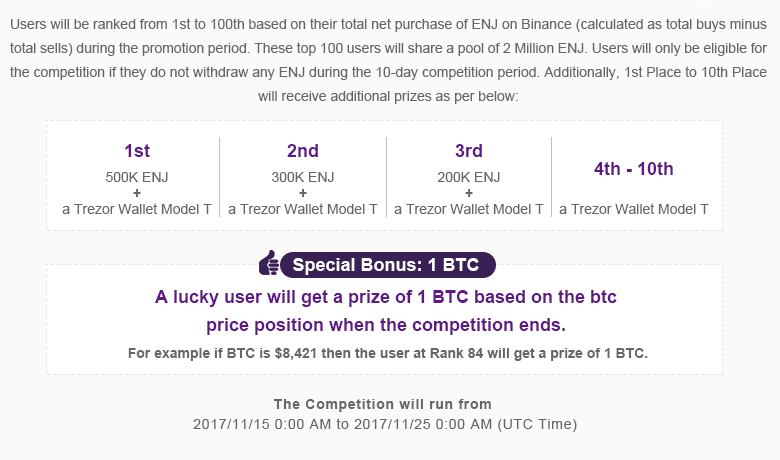 Users will be ranked from 1st to 100th based on their total net purchase of ENJ on Binance (calculated as total buys minus
total sells) during the promotion period. These top 100 users will share a pool of 2 Million ENJ. Users will only be eligible for
the competition if they do not withdraw any ENJ during the 10-day competition period. Additionally, 1st Place to 10th Place
will receive additional prizes as per below:
1st
500K ENJ
+
a Trezor Wallet Model T
2nd
300K ENJ
+
a Trezor Wallet Model T
3rd
200K ENJ
+
a Trezor Wallet Model T
4th - 10th
a Trezor Wallet Model T
Special Bonus: 1 BTC
A lucky user will get a prize of 1 BTC based on the btc
price position when the competition ends.
For example if BTC is $8,421 then the user at Rank 84 will get a prize of 1 BTC.
The Competition will run from
2017/11/15 0:00 AM to 2017/11/25 0:00 AM (UTC Time)